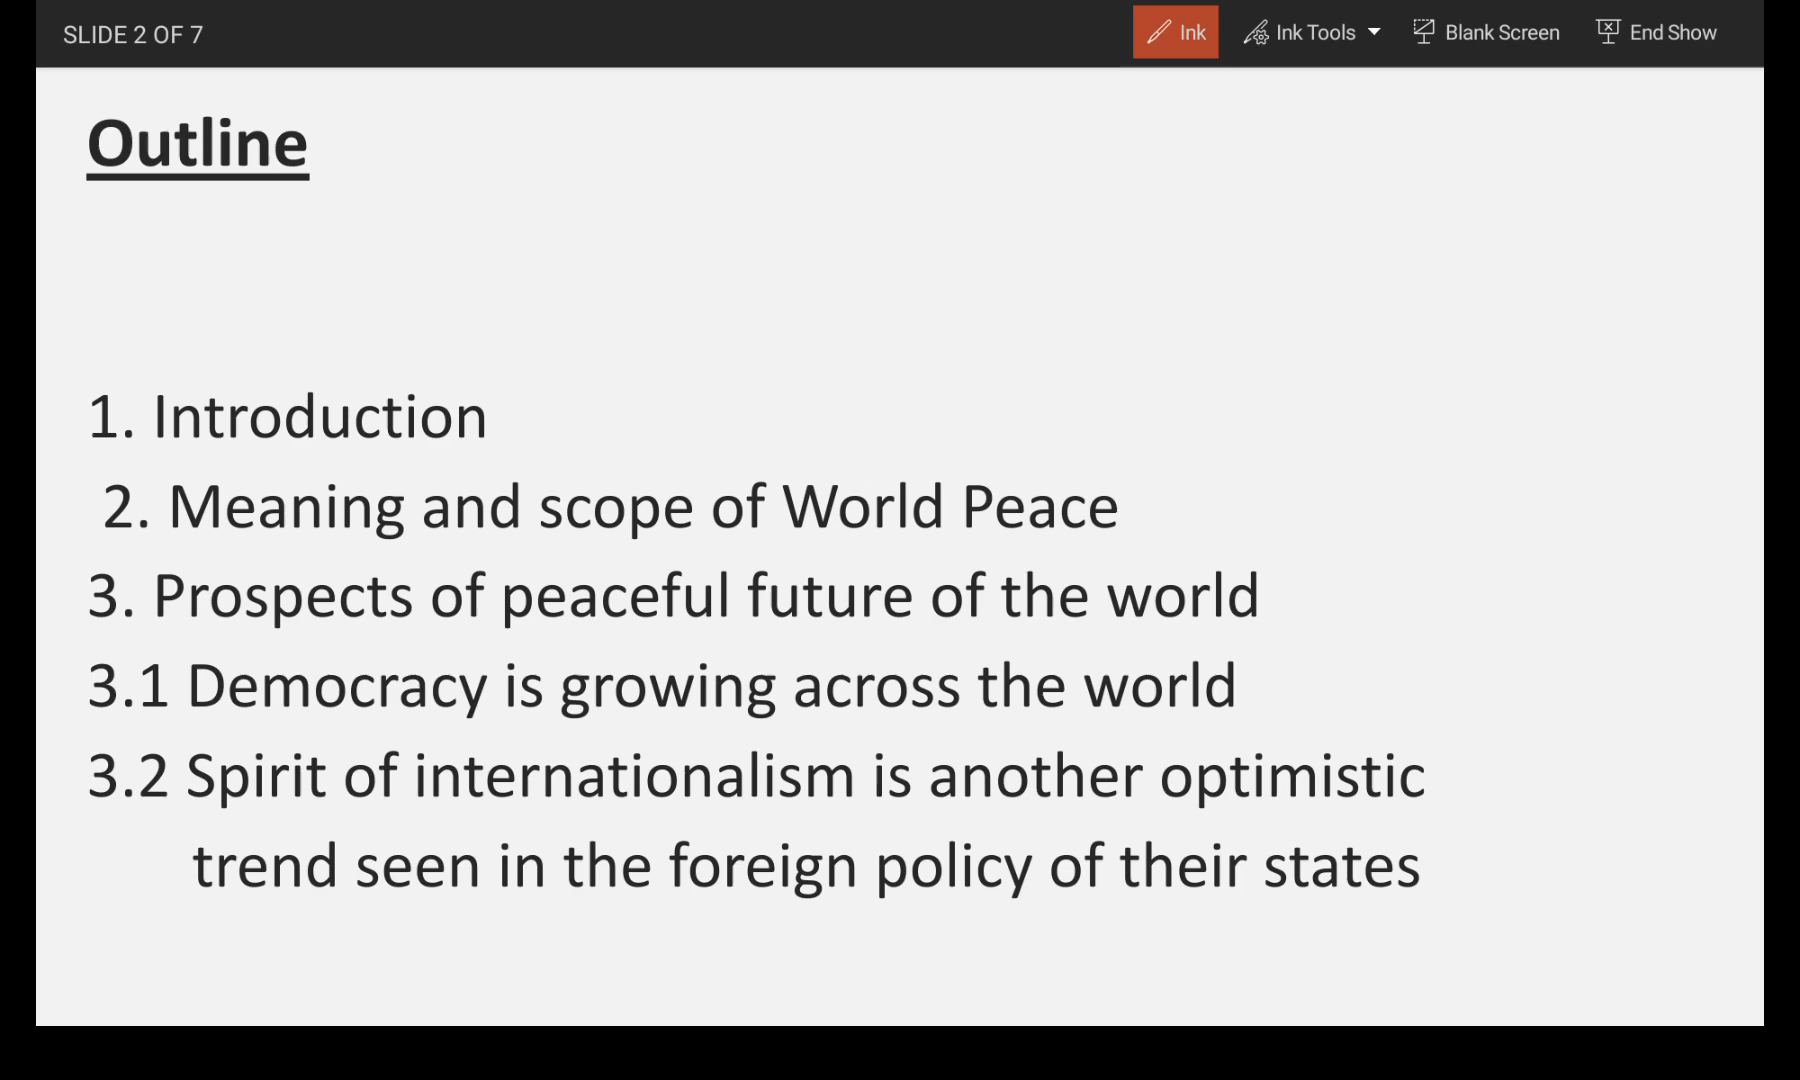 SLIDE 2 OF 7
Ink
Ink Tools
Blank Screen
End Show
Outline
1. Introduction
2. Meaning and scope of World Peace
3. Prospects of peaceful future of the world
3.1 Democracy is growing across the world
3.2 Spirit of internationalism is another optimistic
trend seen in the foreign policy of their states